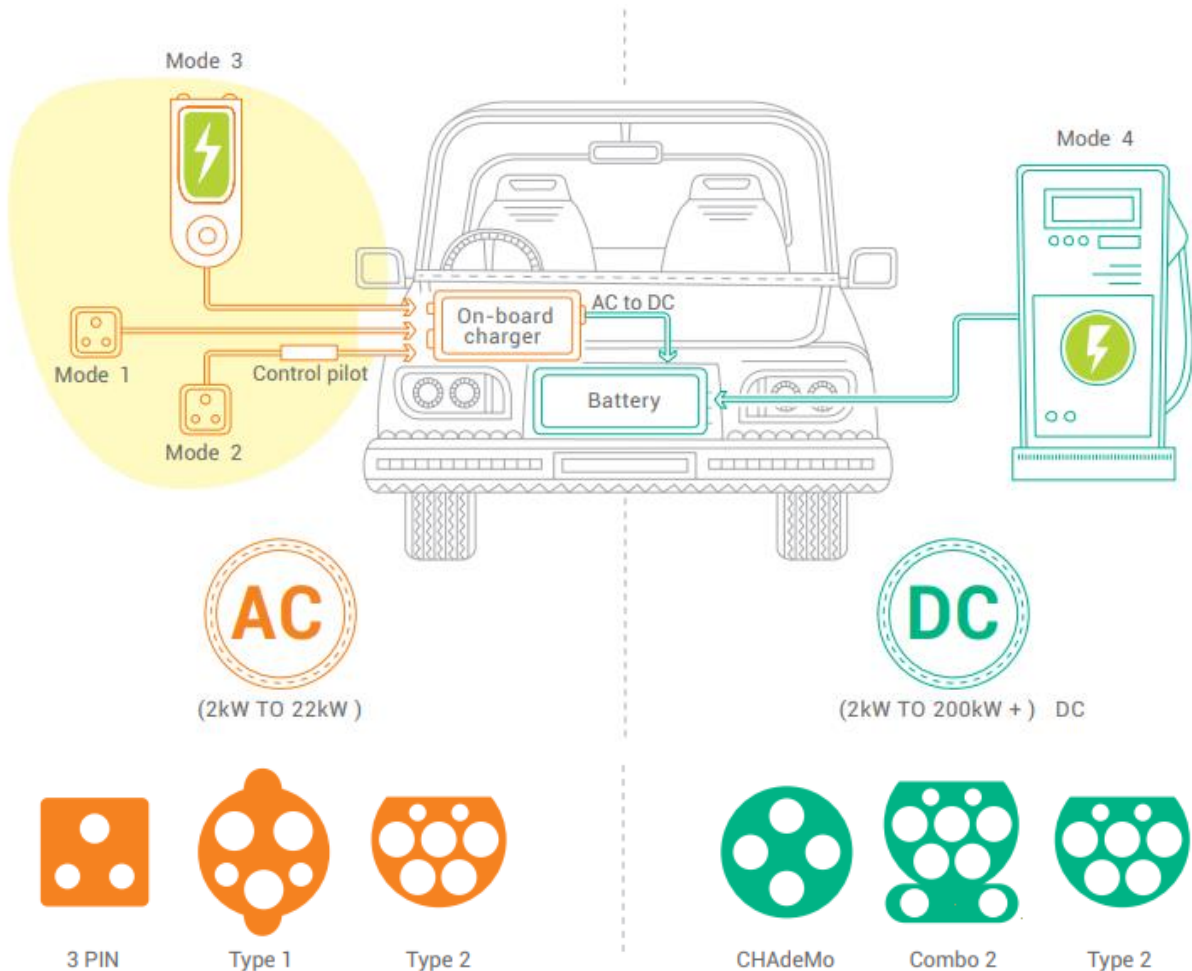 Mode 3
Mode 4
On-board
charger
AC to DC
Mode 1
Control pilot
Battery
Mode 2
AC
DC
(2kW TO 22kW )
(2kW TO 200kW + ) DC
3 PIN
Type 1
Type 2
CHAdeMo
Combo 2
Type 2